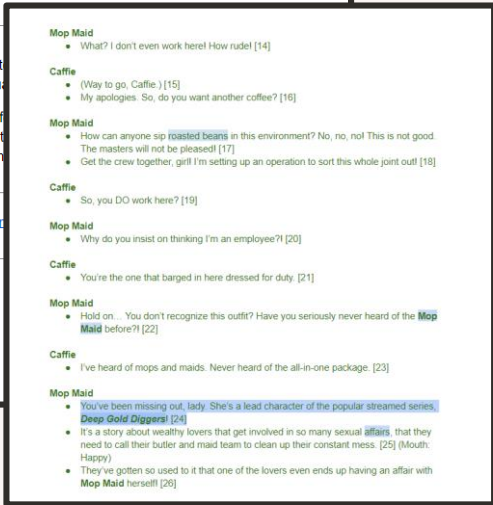 Mop Maid
• What? I don't even work here! How rude! [14]
Caffie
• (Way to go, Caffie.) [15]
• My apologies. So, do you want another coffee? [16]
Mop Maid
• How can anyone sip roasted beans in this environment? No, no, no! This is not good.
The masters will not be pleased! [17]
• Get the crew together, girl! I'm setting up an operation to sort this whole joint out! [18]
Caffie
• So, you DO work here? [19]
Mop Maid
• Why do you insist on thinking I'm an employee?! [20]
Caffie
• You're the one that barged in here dressed for duty. [21]
Mop Maid
• Hold on... You don't recognize this outfit? Have you seriously never heard of the Mop
Maid before?! [22]
Caffie
• I've heard of mops and maids. Never heard of the all-in-one package. [23]
Mop Maid
• You've been missing out, lady. She's a lead character of the popular streamed series,
Deep Gold Diggers! [24]
• It's a story about wealthy lovers that get involved in so many sexual affairs, that they
need to call their butler and maid team to clean up their constant mess. [25] (Mouth:
Happy)
• They've gotten so used to it that one of the lovers even ends up having an affair with
Mop Maid herself! [26]